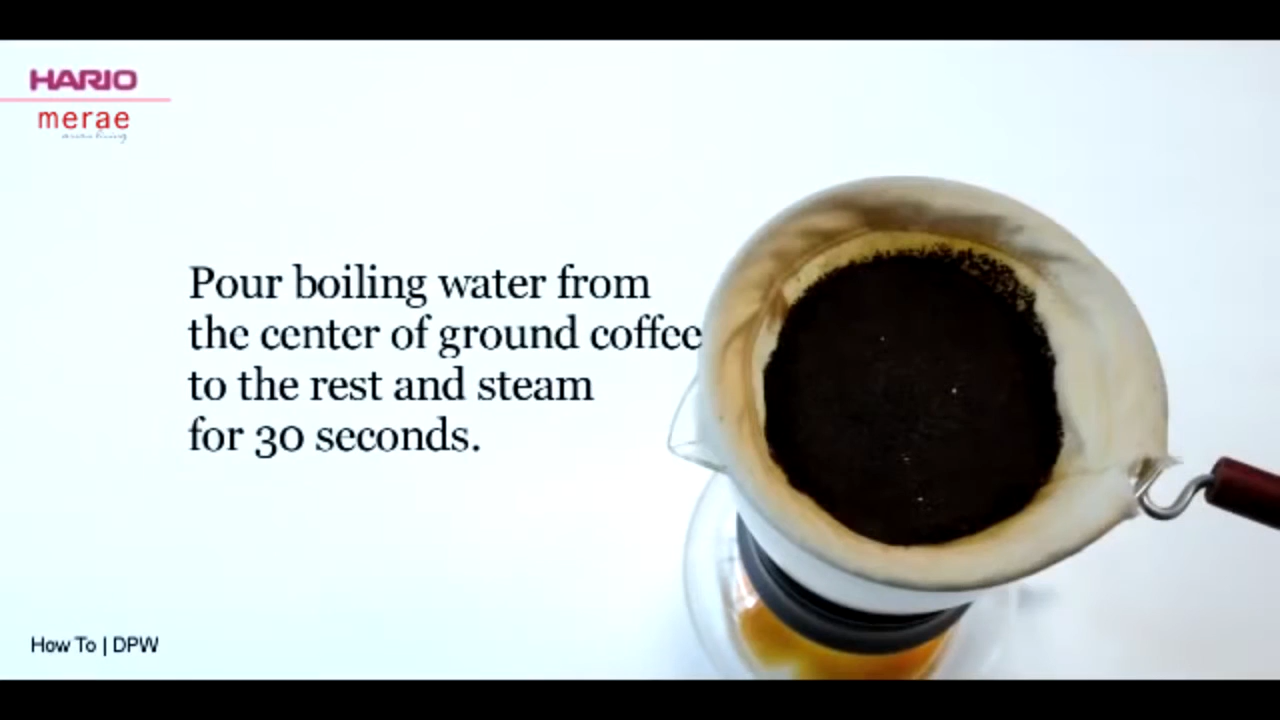 HARIO
merae
Pour boiling water from
the center of ground coffee
to the rest and steam
for 30 seconds.
How To | DPW